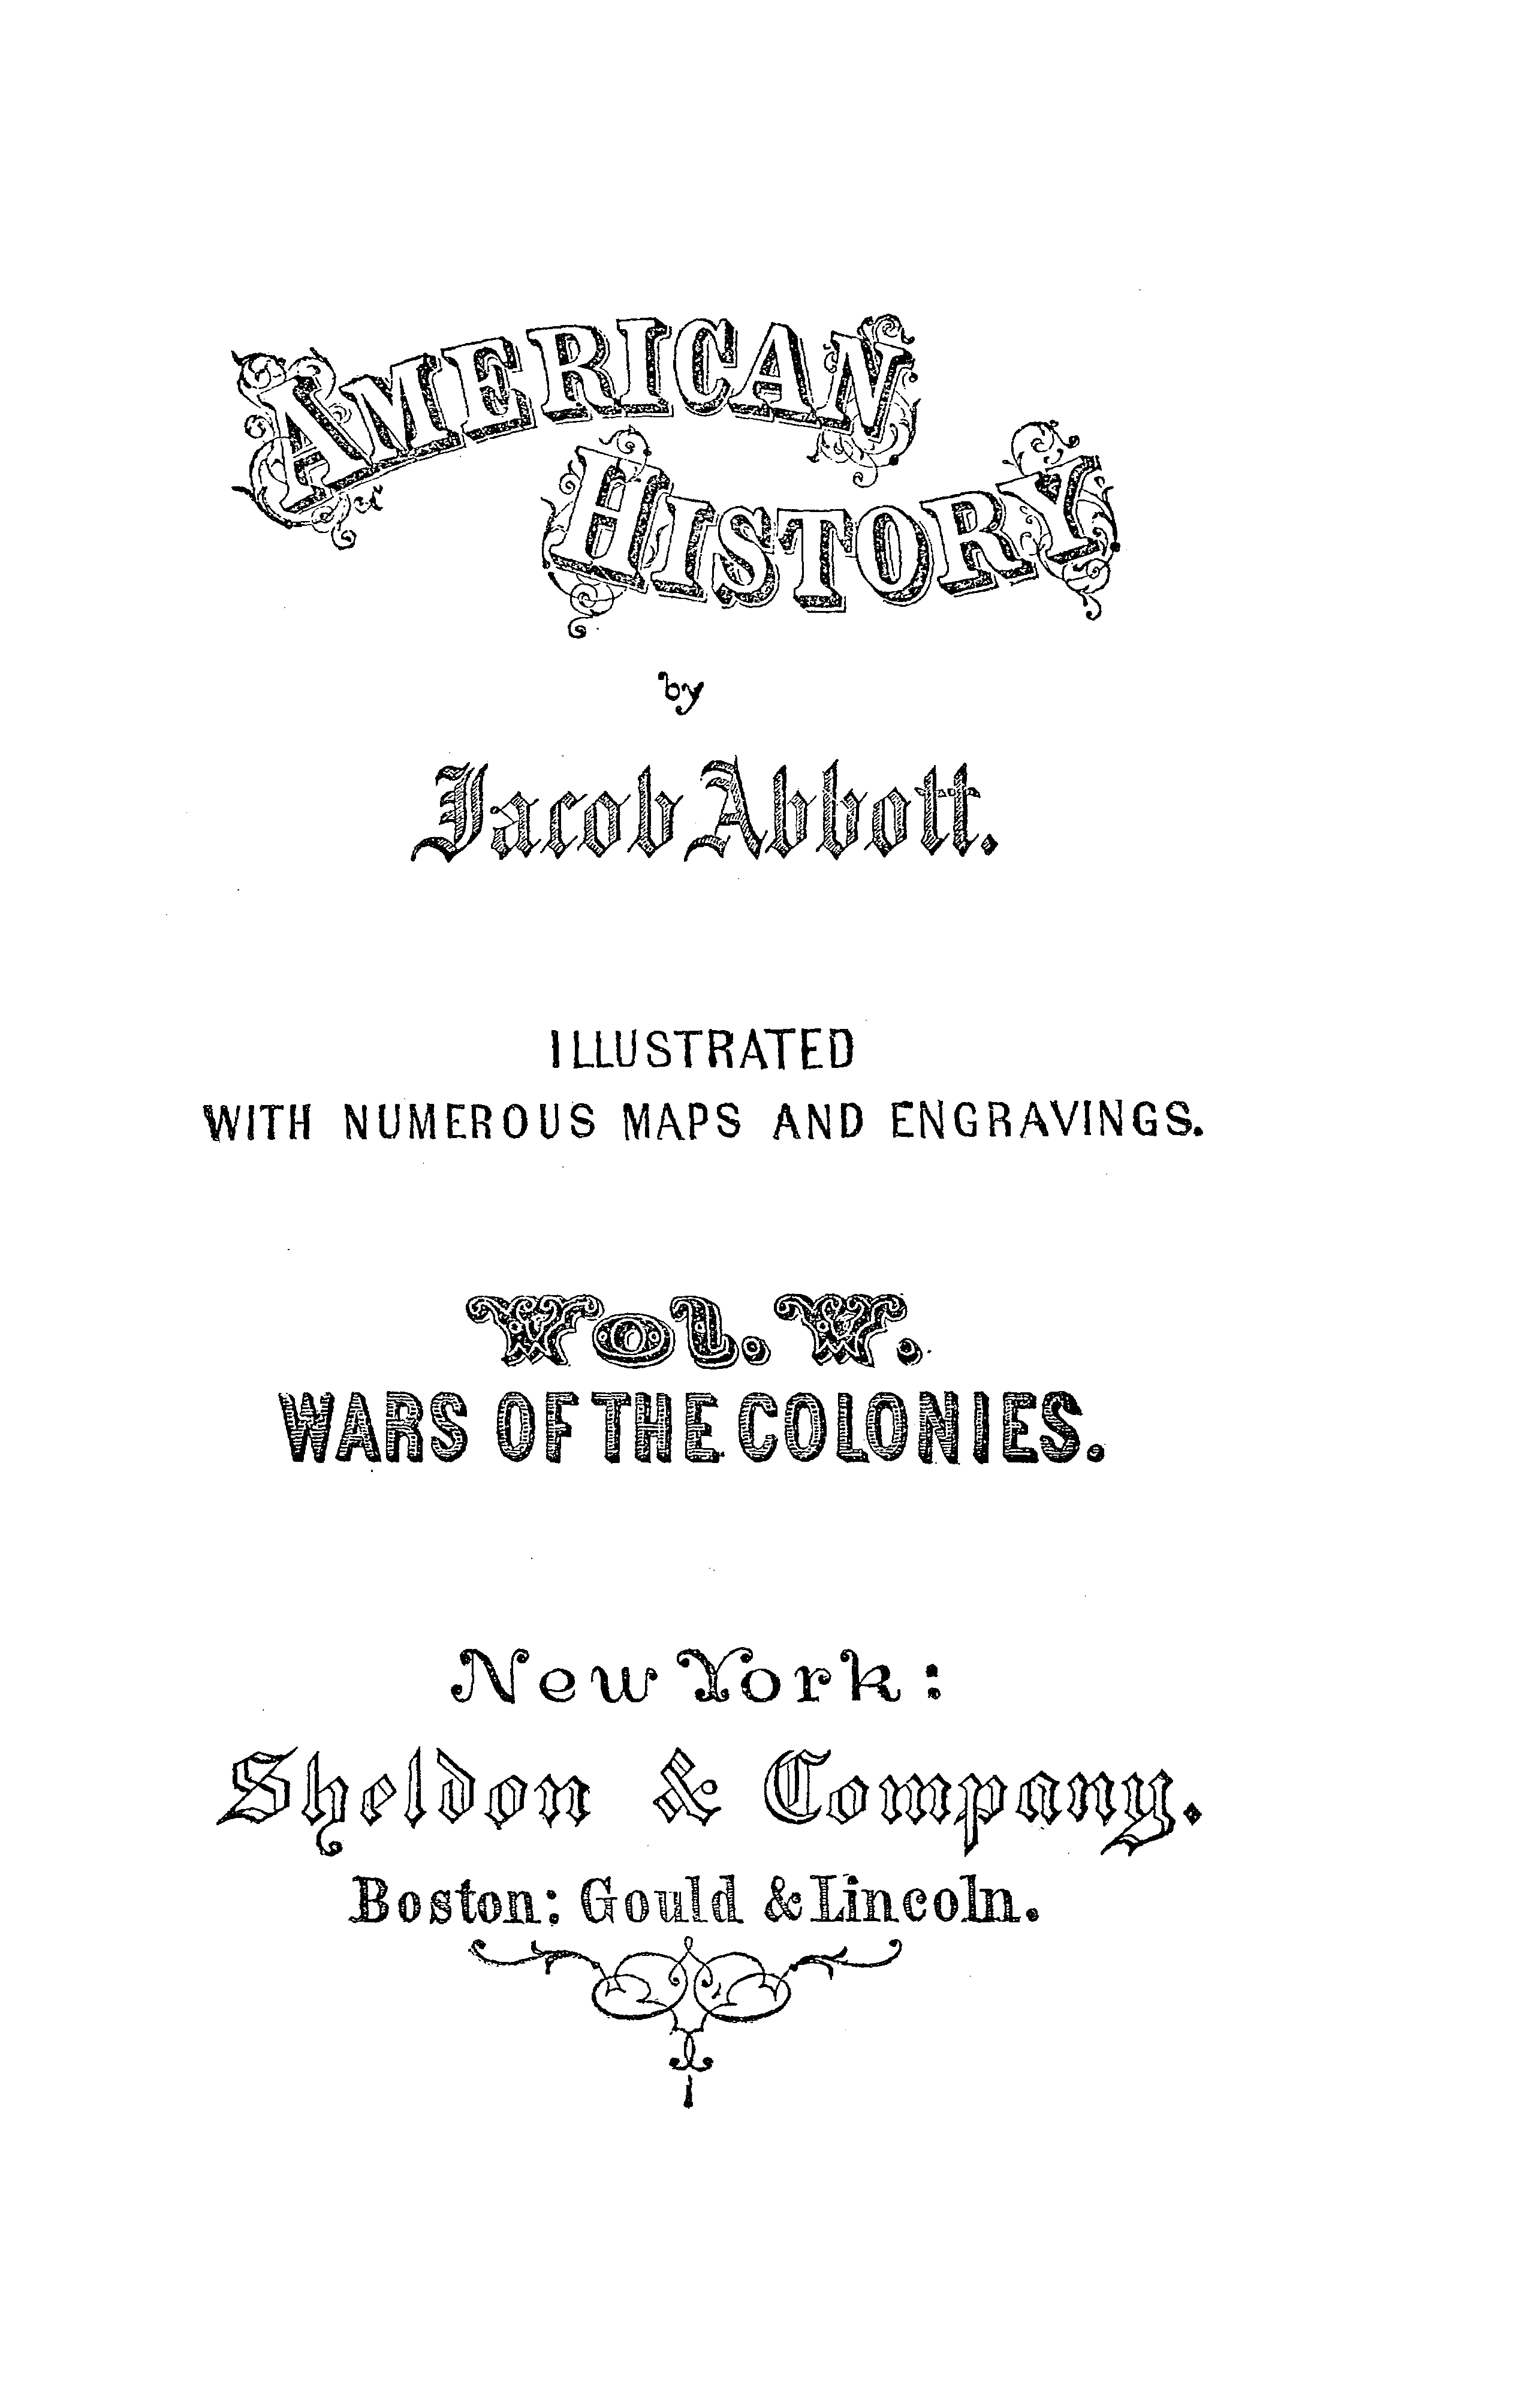 AMERICAN
HISTORY
by
Jacob Abbott.
ILLUSTRATED
WITH NUMEROUS MAPS AND ENGRAVINGS.
Vol. V.
WARS OF THE COLONIES.
New York:
Sheldon & Company.
Boston: Gould & Lincoln.